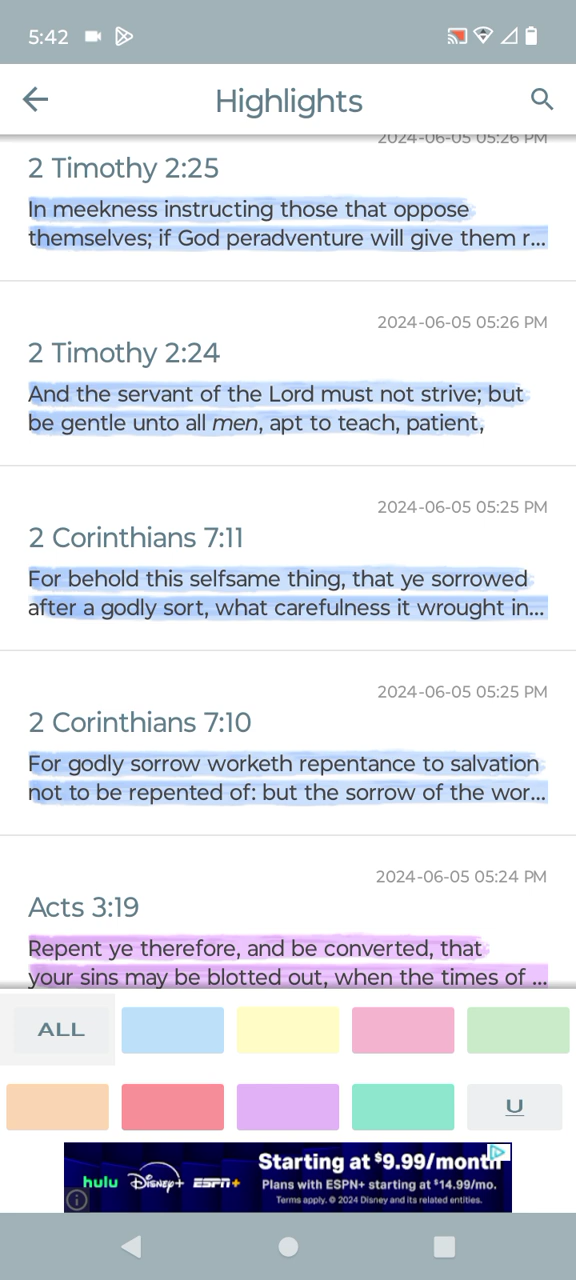 5:42
Highlights
2024-06-05 05:26 PM
2 Timothy 2:25
In meekness instructing those that oppose
themselves; if God peradventure will give them r...
2024-06-05 05:26 PM
2 Timothy 2:24
And the servant of the Lord must not strive; but
be gentle unto all men, apt to teach, patient,
2024-06-05 05:25 PM
2 Corinthians 7:11
For behold this selfsame thing, that ye sorrowed
after a godly sort, what carefulness it wrought in...
2024-06-05 05:25 PM
2 Corinthians 7:10
For godly sorrow worketh repentance to salvation
not to be repented of: but the sorrow of the wor...
2024-06-05 05:24 PM
Acts 3:19
Repent ye therefore, and be converted, that
your sins may be blotted out, when the times of ...
ALL
U
hulu Disney+ ESPN+
Starting at $9.99/month
Plans with ESPN+ starting at $14.99/mo.
Terms apply. © 2024 Disney and its related entities.